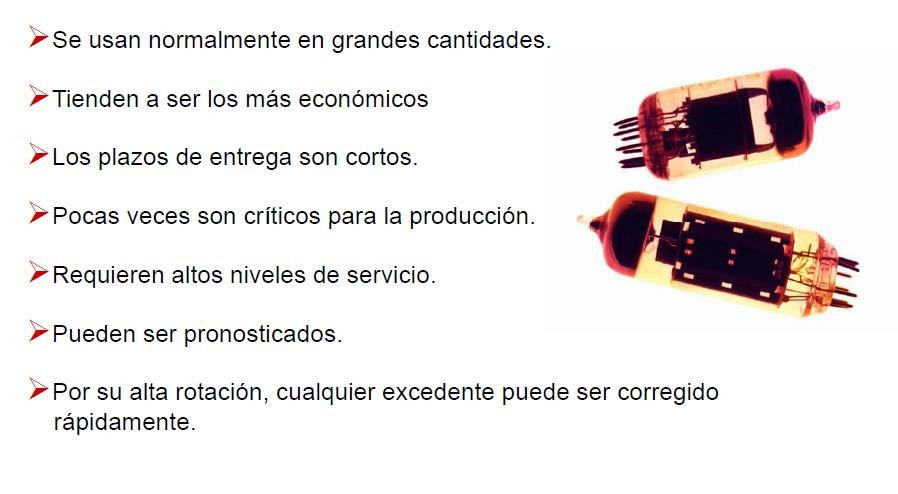 Se usan normalmente en grandes cantidades.
Tienden a ser los más económicos
Los plazos de entrega son cortos.
Pocas veces son críticos para la producción.
Requieren altos niveles de servicio.
Pueden ser pronosticados.
Por su alta rotación, cualquier excedente puede ser corregido
rápidamente.